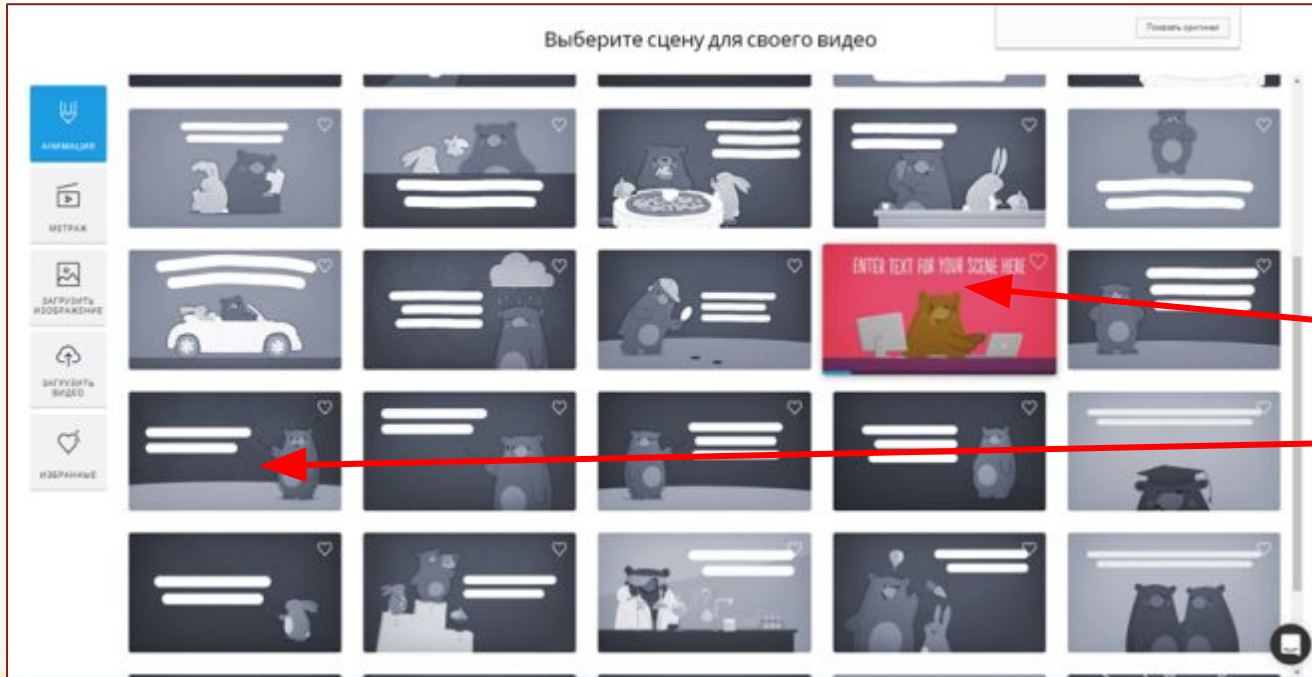 Выберите сцену для своего видео
Показать оригинал
АНИМАЦИЯ
МЕТРАЖ
ЗАГРУЗИТЬ
ИЗОБРАЖЕНИЕ
ЗАГРУЗИТЬ
ВИДЕО
ИЗБРАННЫЕ
ENTER TEXT FOR YOUR SCENE HERE